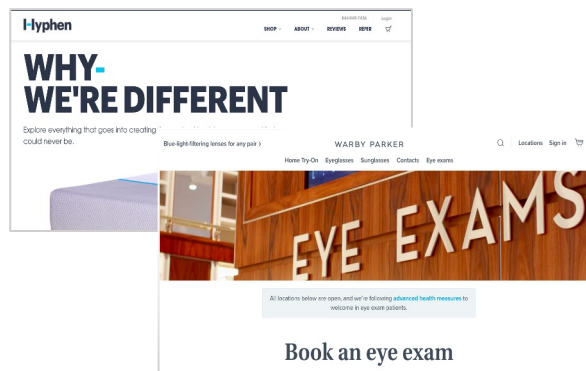 Hyphen
Login
SHOP ABOUT REVIEWS REFER
WHY-
WE'RE DIFFERENT
Explore everything that goes into creating
could never be.
Blue-light-filtering lenses for any pair ›
WARBY PARKER
Locations Sign in
Home Try-On Eyeglasses Sunglasses Contacts Eye exams
EYE EXAMS
All locations below are open, and we're following advanced health measures to
welcome in eye exam patients.
Book an eye exam